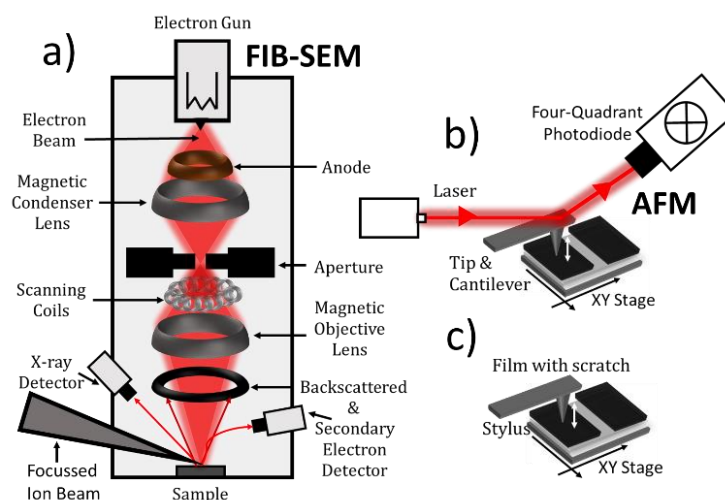 a)
Electron Gun
FIB-SEM
Electron
Beam
Anode
Magnetic
Condenser
Lens
Aperture
Scanning
Coils
Magnetic
Objective
Lens
X-ray
Detector
Backscattered
&
Secondary
Electron
Detector
Focussed
Ion Beam
Sample
b)
Four-Quadrant
Photodiode
Laser
AFM
Tip &
Cantilever
XY Stage
c)
Film with scratch
Stylus
XY Stage